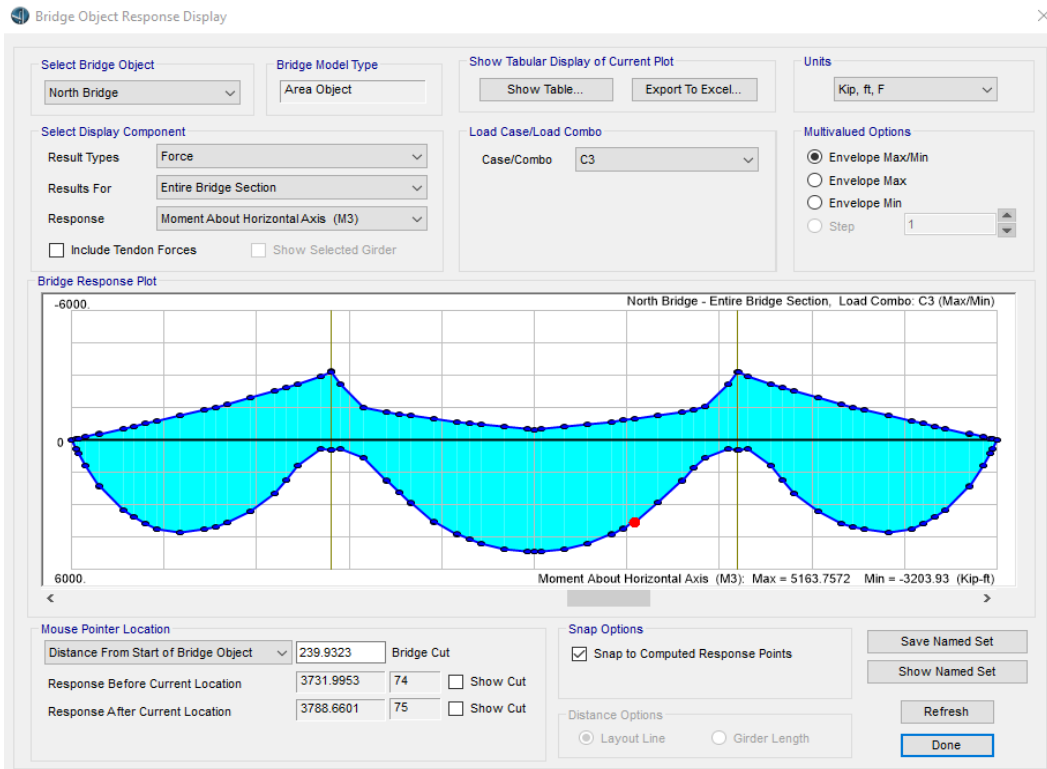 Bridge Object Response Display
Select Bridge Object
North Bridge
Bridge Model Type
Area Object
Show Tabular Display of Current Plot
Show Table...
Export To Excel...
Units
Kip, ft, F
Select Display Component
Result Types
Force
Results For
Entire Bridge Section
Response
Moment About Horizontal Axis (M3)
Include Tendon Forces
Show Selected Girder
Load Case/Load Combo
Case/Combo
C3
Multivalued Options
Envelope Max/Min
Envelope Max
Envelope Min
Step
1
Bridge Response Plot
-6000.
North Bridge - Entire Bridge Section, Load Combo: C3 (Max/Min)
0
6000.
Moment About Horizontal Axis (M3): Max = 5163.7572 Min = -3203.93 (Kip-ft)
Mouse Pointer Location
Distance From Start of Bridge Object
239.9323
Bridge Cut
Response Before Current Location
3731.9953
74
Show Cut
Response After Current Location
3788.6601
75
Show Cut
Snap Options
Snap to Computed Response Points
Distance Options
Layout Line
Girder Length
Save Named Set
Show Named Set
Refresh
Done